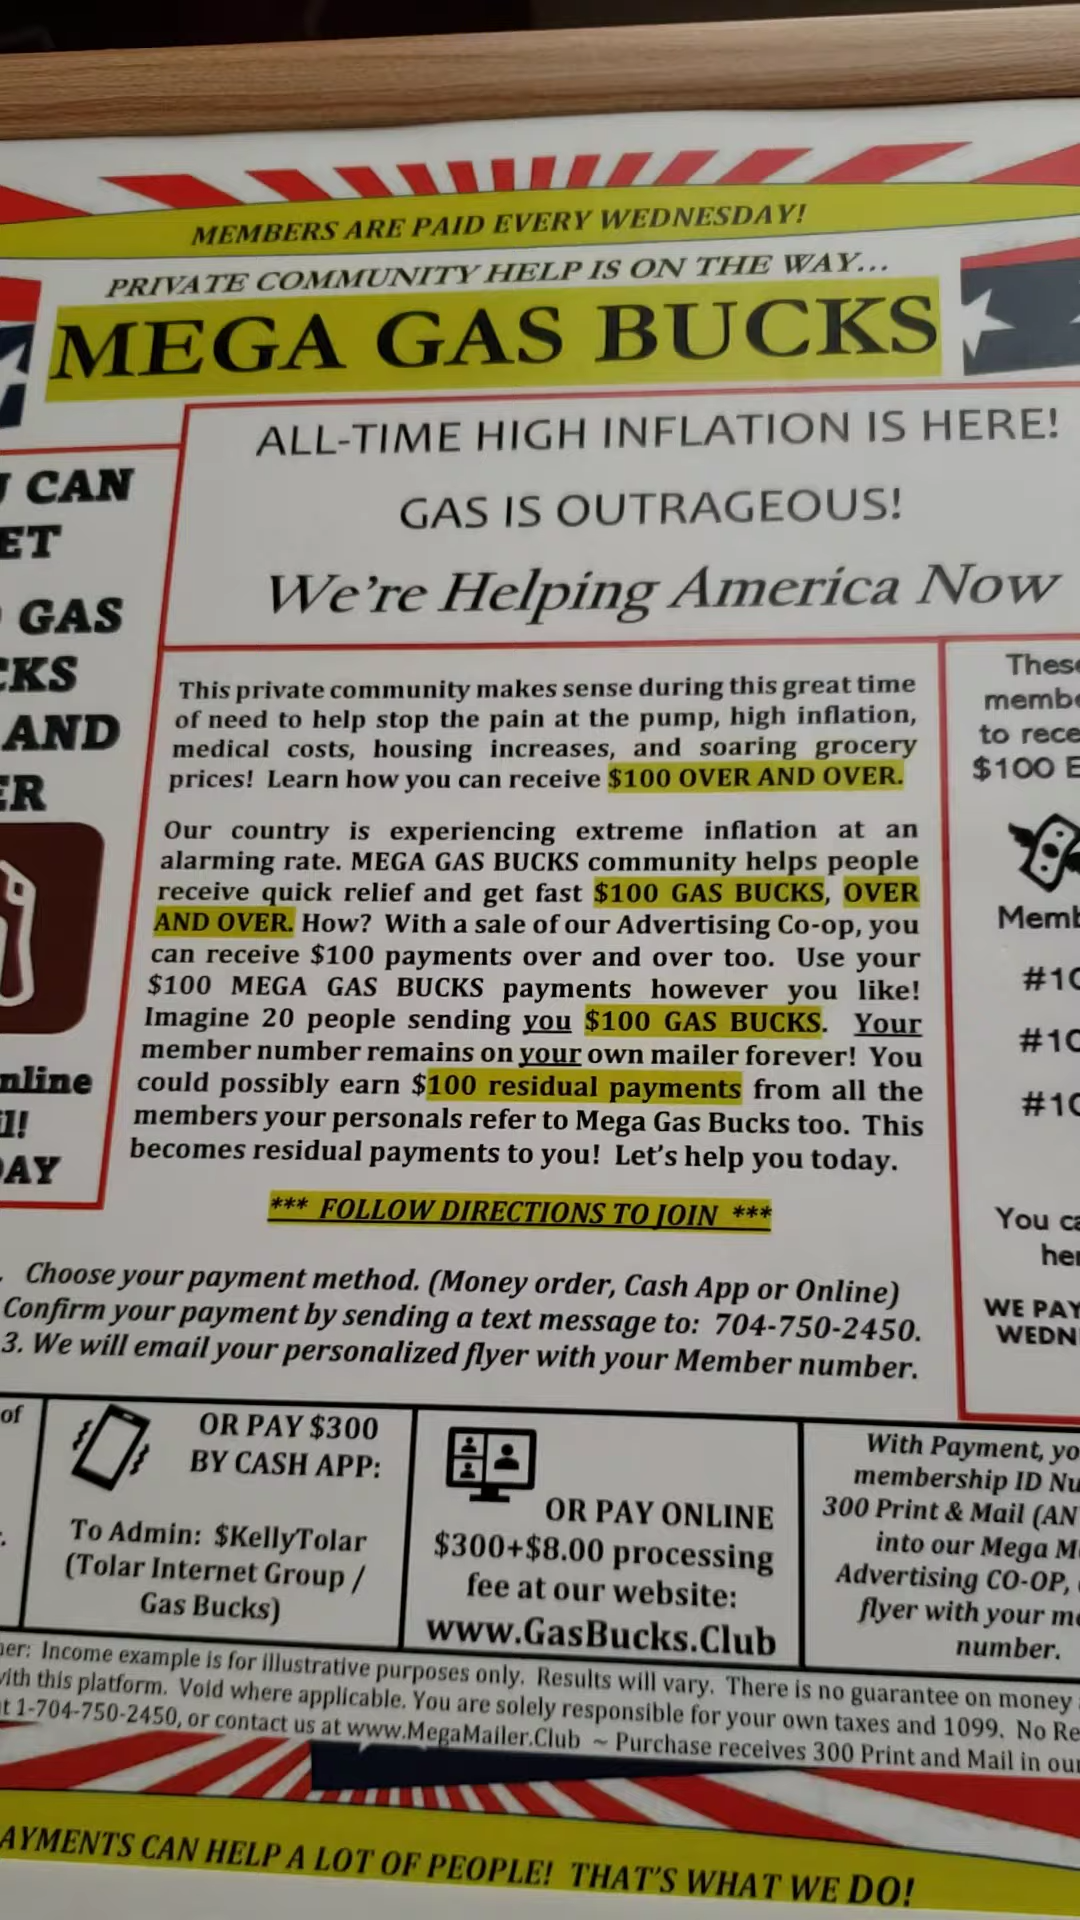 MEMBERS ARE PAID EVERY WEDNESDAY!
PRIVATE COMMUNITY HELP IS ON THE WAY...
MEGA GAS BUCKS
ALL-TIME HIGH INFLATION IS HERE!
GAS IS OUTRAGEOUS!
We're Helping America Now
CAN
GAS
AND
This private community makes sense during this great time
of need to help stop the pain at the pump, high inflation,
medical costs, housing increases, and soaring grocery
prices! Learn how you can receive $100 OVER AND OVER.
Our country is experiencing extreme inflation at an
alarming rate. MEGA GAS BUCKS community helps people
receive quick relief and get fast $100 GAS BUCKS, OVER
AND OVER. How? With a sale of our Advertising Co-op, you
can receive $100 payments over and over too. Use your
$100 MEGA GAS BUCKS payments however you like!
Imagine 20 people sending you $100 GAS BUCKS. Your
member number remains on your own mailer forever! You
could possibly earn $100 residual payments from all the
members your personals refer to Mega Gas Bucks too. This
becomes residual payments to you! Let's help you today.
*** FOLLOW DIRECTIONS TO JOIN ***
Choose your payment method. (Money order, Cash App or Online)
Confirm your payment by sending a text message to: 704-750-2450.
3. We will email your personalized flyer with your Member number.
These
to
$100
You
WE PAY
of
OR PAY $300
BY CASH APP:
To Admin: $KellyTolar
(Tolar Internet Group /
Gas Bucks)
OR PAY ONLINE
$300+$8.00 processing
fee at our website:
www.GasBucks.Club
With Payment,
membership ID
300 Print & Mail
into our Mega
Advertising CO-OP,
flyer with your
number.
Income example is for illustrative purposes only. Results will vary. There is no guarantee on money
with this platform. Void where applicable. You are solely responsible for your own taxes and 1099. No
1-704-750-2450, or contact us at www.MegaMailer.Club ~ Purchase receives 300 Print and Mail in our
PAYMENTS CAN HELP A LOT OF PEOPLE! THAT'S WHAT WE DO!